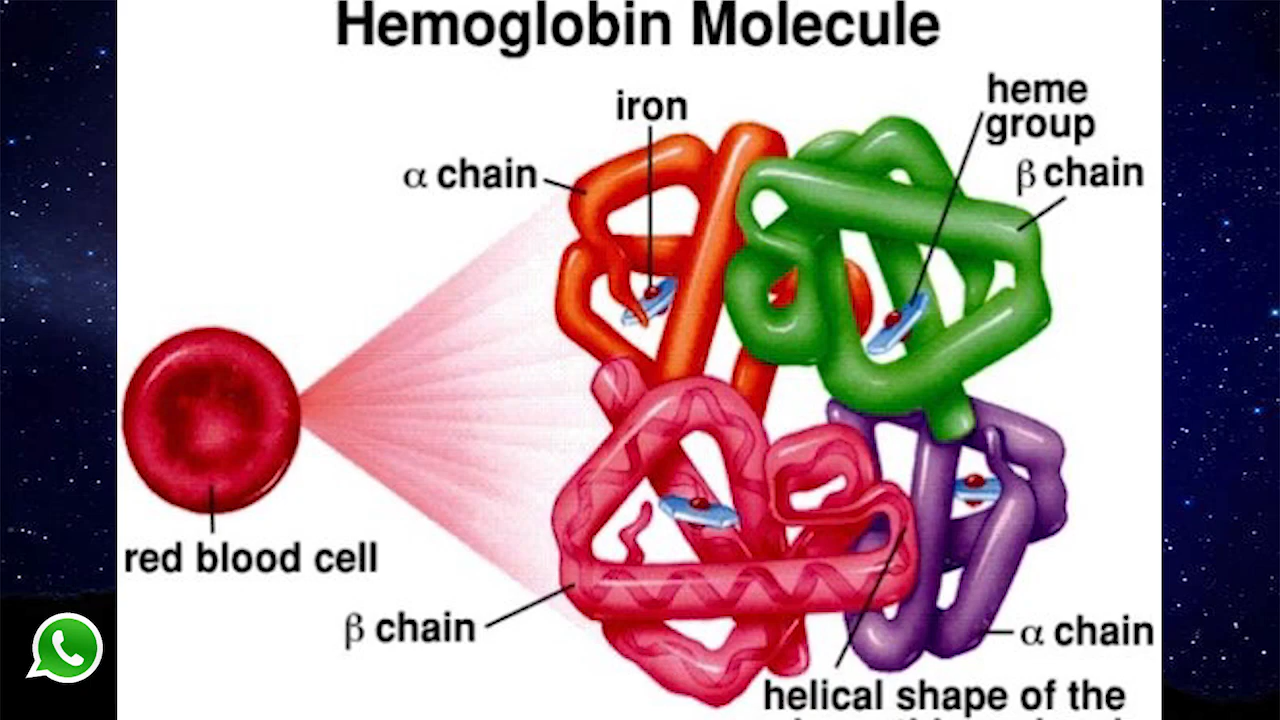 Hemoglobin Molecule
heme
group
iron
α chain
β chain
red blood cell
β chain
α chain
helical shape of the